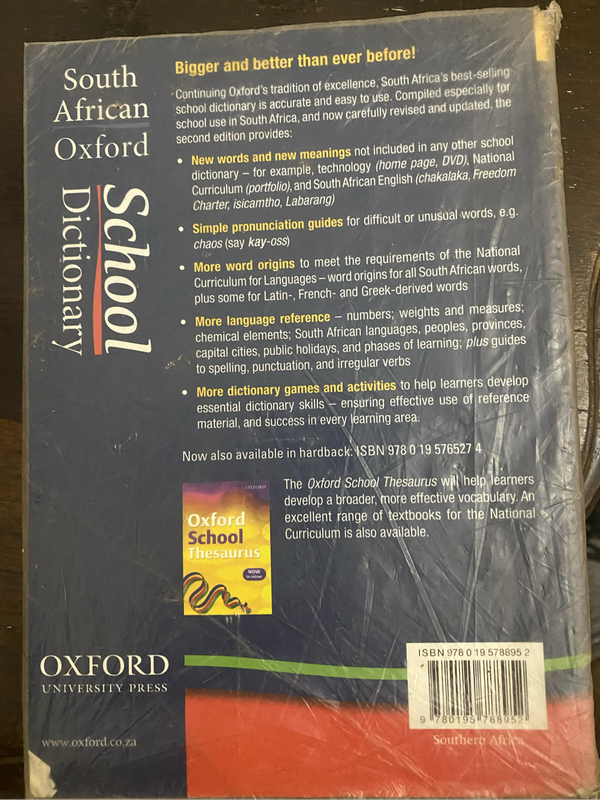 South
African
Oxford
School
Dictionary
Bigger and better than ever before!
Continuing Oxford's tradition of excellence, South Africa's best-selling
school dictionary is accurate and easy to use. Compiled especially for
school use in South Africa, and now carefully revised and updated, the
second edition provides:
• New words and new meanings not included in any other school
dictionary – for example, technology (home page, DVD), National
Curriculum (portfolio), and South African English (chakalaka, Freedom
Charter, isicamtho, Labarang)
• Simple pronunciation guides for difficult or unusual words, e.g.
chaos (say kay-oss)
• More word origins to meet the requirements of the National
Curriculum for Languages – word origins for all South African words,
plus some for Latin-, French- and Greek-derived words
• More language reference – numbers; weights and measures;
chemical elements; South African languages, peoples, provinces,
capital cities, public holidays, and phases of learning; plus guides
to spelling, punctuation, and irregular verbs
• More dictionary games and activities to help learners develop
essential dictionary skills – ensuring effective use of reference
material, and success in every learning area.
Now also available in hardback: ISBN 978 0 19 576527 4
OXFORD
Oxford
School
Thesaurus
NOW
in colour
The Oxford School Thesaurus will help learners
develop a broader, more effective vocabulary. An
excellent range of textbooks for the National
Curriculum is also available.
OXFORD
UNIVERSITY PRESS
www.oxford.co.za
ISBN 978 0 19 578895 2
9 780195 788952
Southern Africa